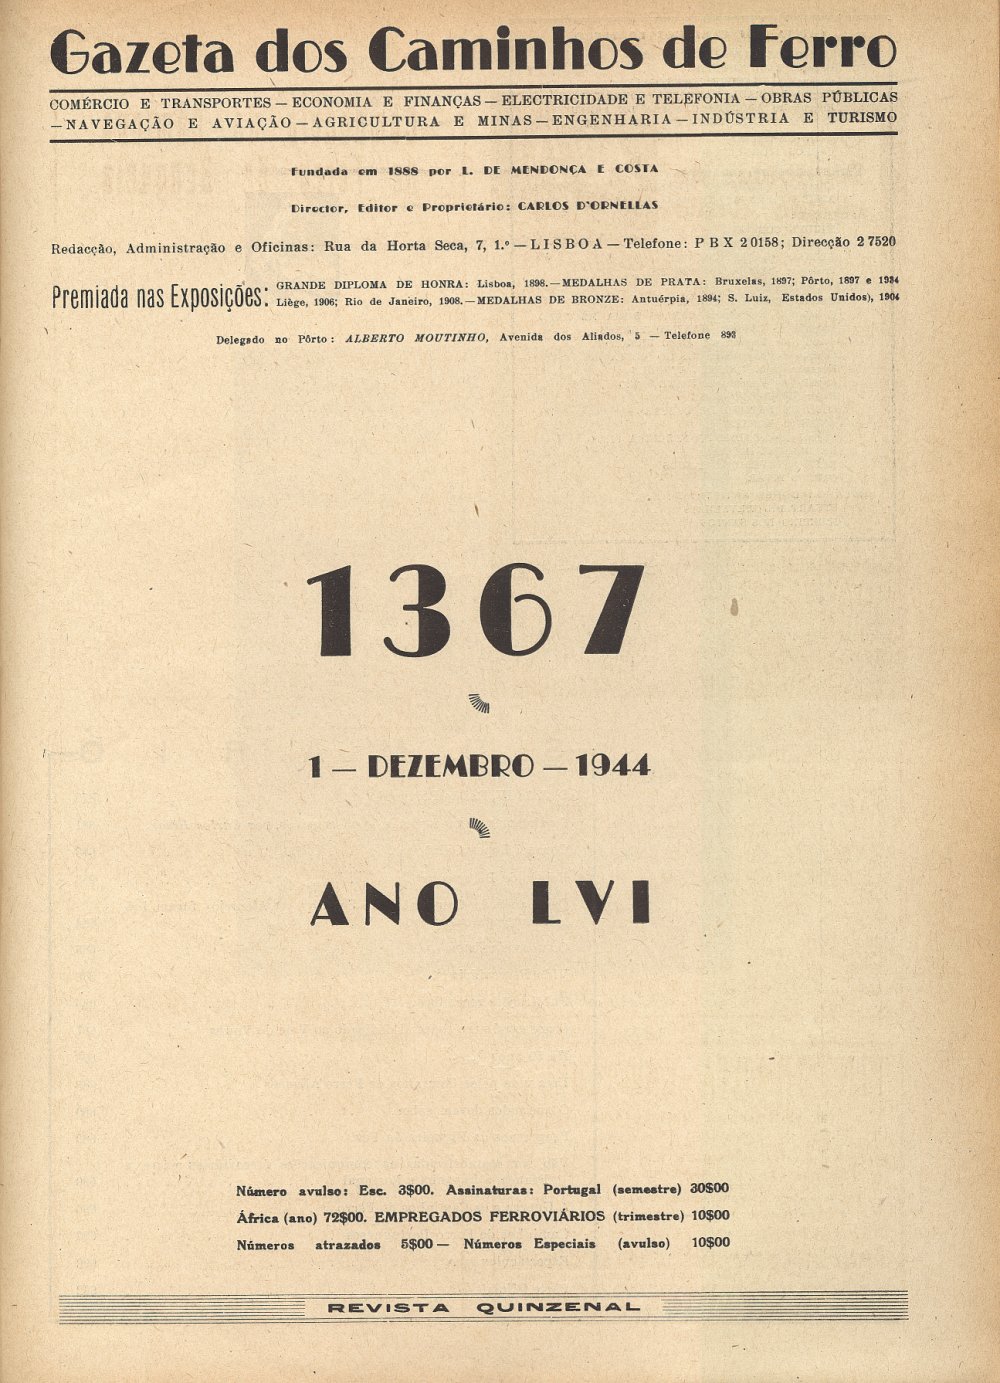 Gazeta dos Caminhos de Ferro
COMÉRCIO E TRANSPORTES — ECONOMIA E FINANÇAS — ELECTRICIDADE E TELEFONIA — OBRAS PÚBLICAS
— NAVEGAÇÃO E AVIAÇÃO — AGRICULTURA E MINAS — ENGENHARIA — INDÚSTRIA E TURISMO
Fundada em 1888 por L. DE MENDONÇA E COSTA
Director, Editor e Proprietário: CARLOS D'ORNELLAS
Redacção, Administração e Oficinas: Rua da Horta Seca, 7, 1.º — LISBOA — Telefone: P B X 20158; Direcção 27520
Premiada nas Exposições: GRANDE DIPLOMA DE HONRA: Lisboa, 1898. — MEDALHAS DE PRATA: Bruxelas, 1897; Pôrto, 1897 e 1934
Liège, 1906; Rio de Janeiro, 1908. — MEDALHAS DE BRONZE: Antuérpia, 1894; S. Luiz, Estados Unidos), 1904
Delegado no Pôrto: ALBERTO MOUTINHO, Avenida dos Aliados, 5 — Telefone 893
1367
1 — DEZEMBRO — 1944
ANO LVI
Número avulso: Esc. 3$00. Assinaturas: Portugal (semestre) 30$00
África (ano) 72$00. EMPREGADOS FERROVIÁRIOS (trimestre) 10$00
Números atrazados 5$00 — Números Especiais (avulso) 10$00
REVISTA QUINZENAL